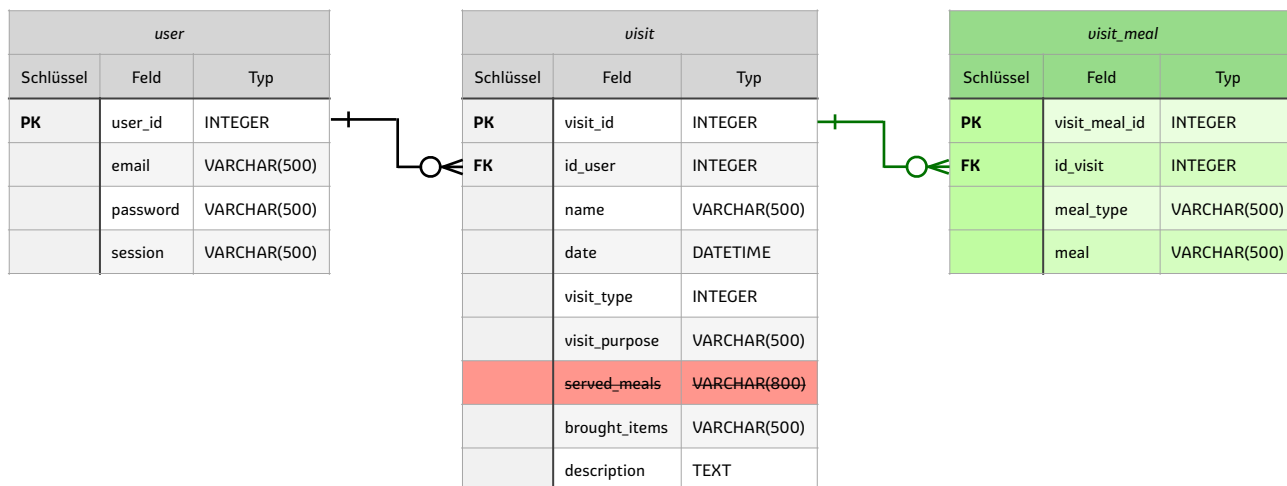 user
Schlüssel Feld Typ
PK user_id INTEGER
email VARCHAR(500)
password VARCHAR(500)
session VARCHAR(500)
visit
Schlüssel Feld Typ
PK visit_id INTEGER
FK id_user INTEGER
name VARCHAR(500)
date DATETIME
visit_type INTEGER
visit_purpose VARCHAR(500)
served_meals VARCHAR(800)
brought_items VARCHAR(500)
description TEXT
visit_meal
Schlüssel Feld Typ
PK visit_meal_id INTEGER
FK id_visit INTEGER
meal_type VARCHAR(500)
meal VARCHAR(500)